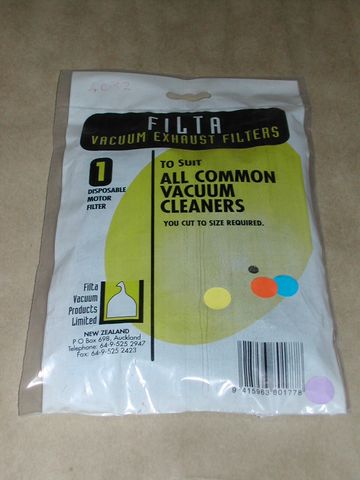 FILTA
VACUUM EXHAUST FILTERS
1
DISPOSABLE
MOTOR
FILTER
TO SUIT
ALL COMMON
VACUUM
CLEANERS
YOU CUT TO SIZE REQUIRED.
Filta
Vacuum
Products
Limited
NEW ZEALAND
P O Box 698, Auckland
Telephone: 64-9-525 2947
Fax: 64-9-525 2423
9 415963 601778